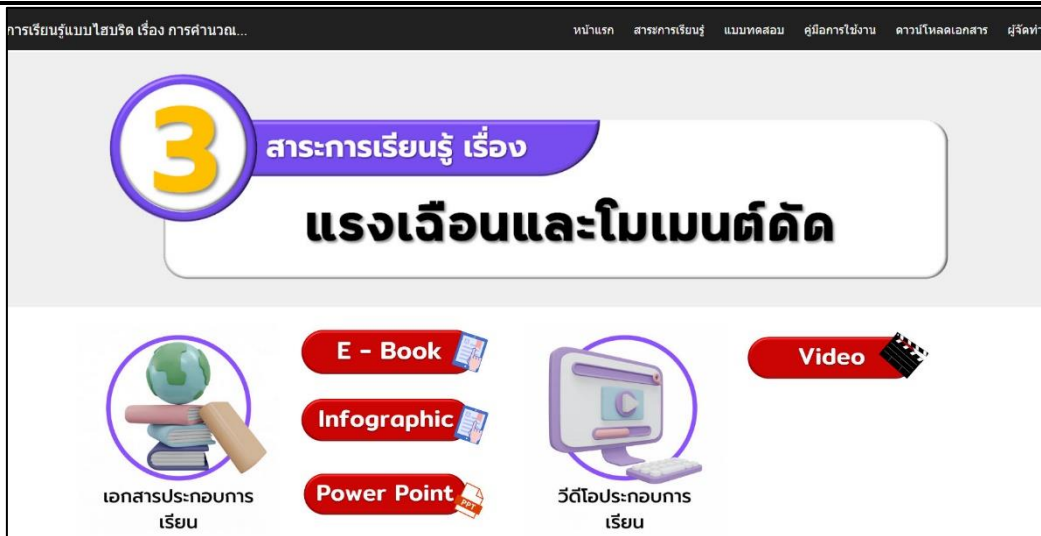 การเรียนรู้แบบไฮบริด เรื่อง การคำนวณ...
หน้าแรก สาระการเรียนรู้ แบบทดสอบ คู่มือการใช้งาน ดาวน์โหลดเอกสาร ผู้จัดทำ
3
สาระการเรียนรู้ เรื่อง
แรงเฉือนและโมเมนต์ดัด
E - Book
Infographic
Power Point
PPT
เอกสารประกอบการ
เรียน
Video
วีดีโอประกอบการ
เรียน